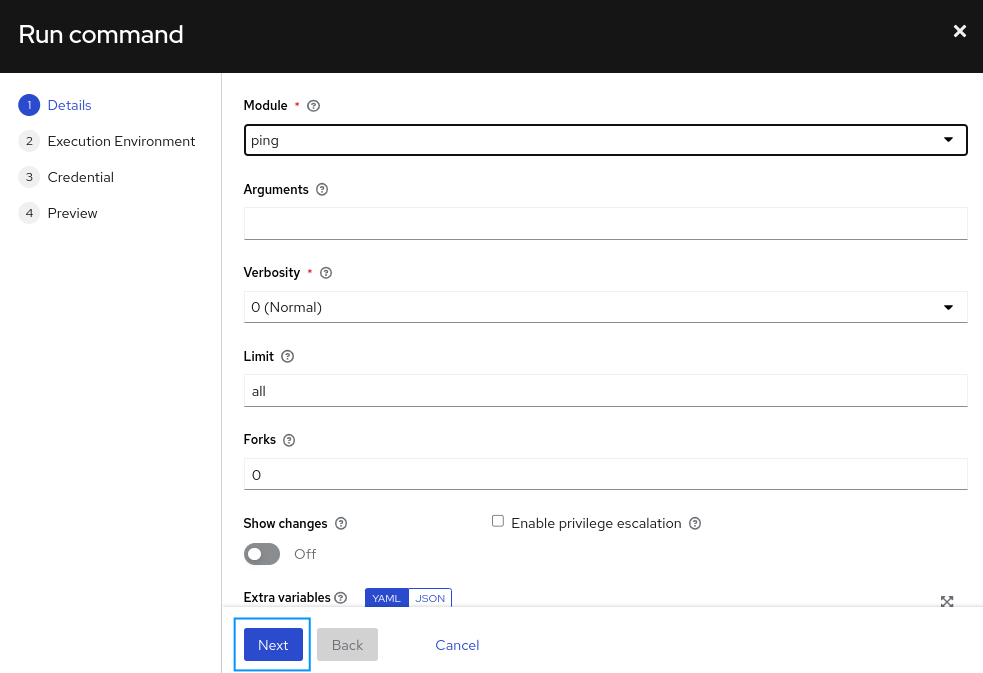 Run command
1 Details
2 Execution Environment
3 Credential
4 Preview
Module *
ping
Arguments
Verbosity *
0 (Normal)
Limit
all
Forks
0
Show changes
Enable privilege escalation
Off
Extra variables YAML JSON
Next Back Cancel